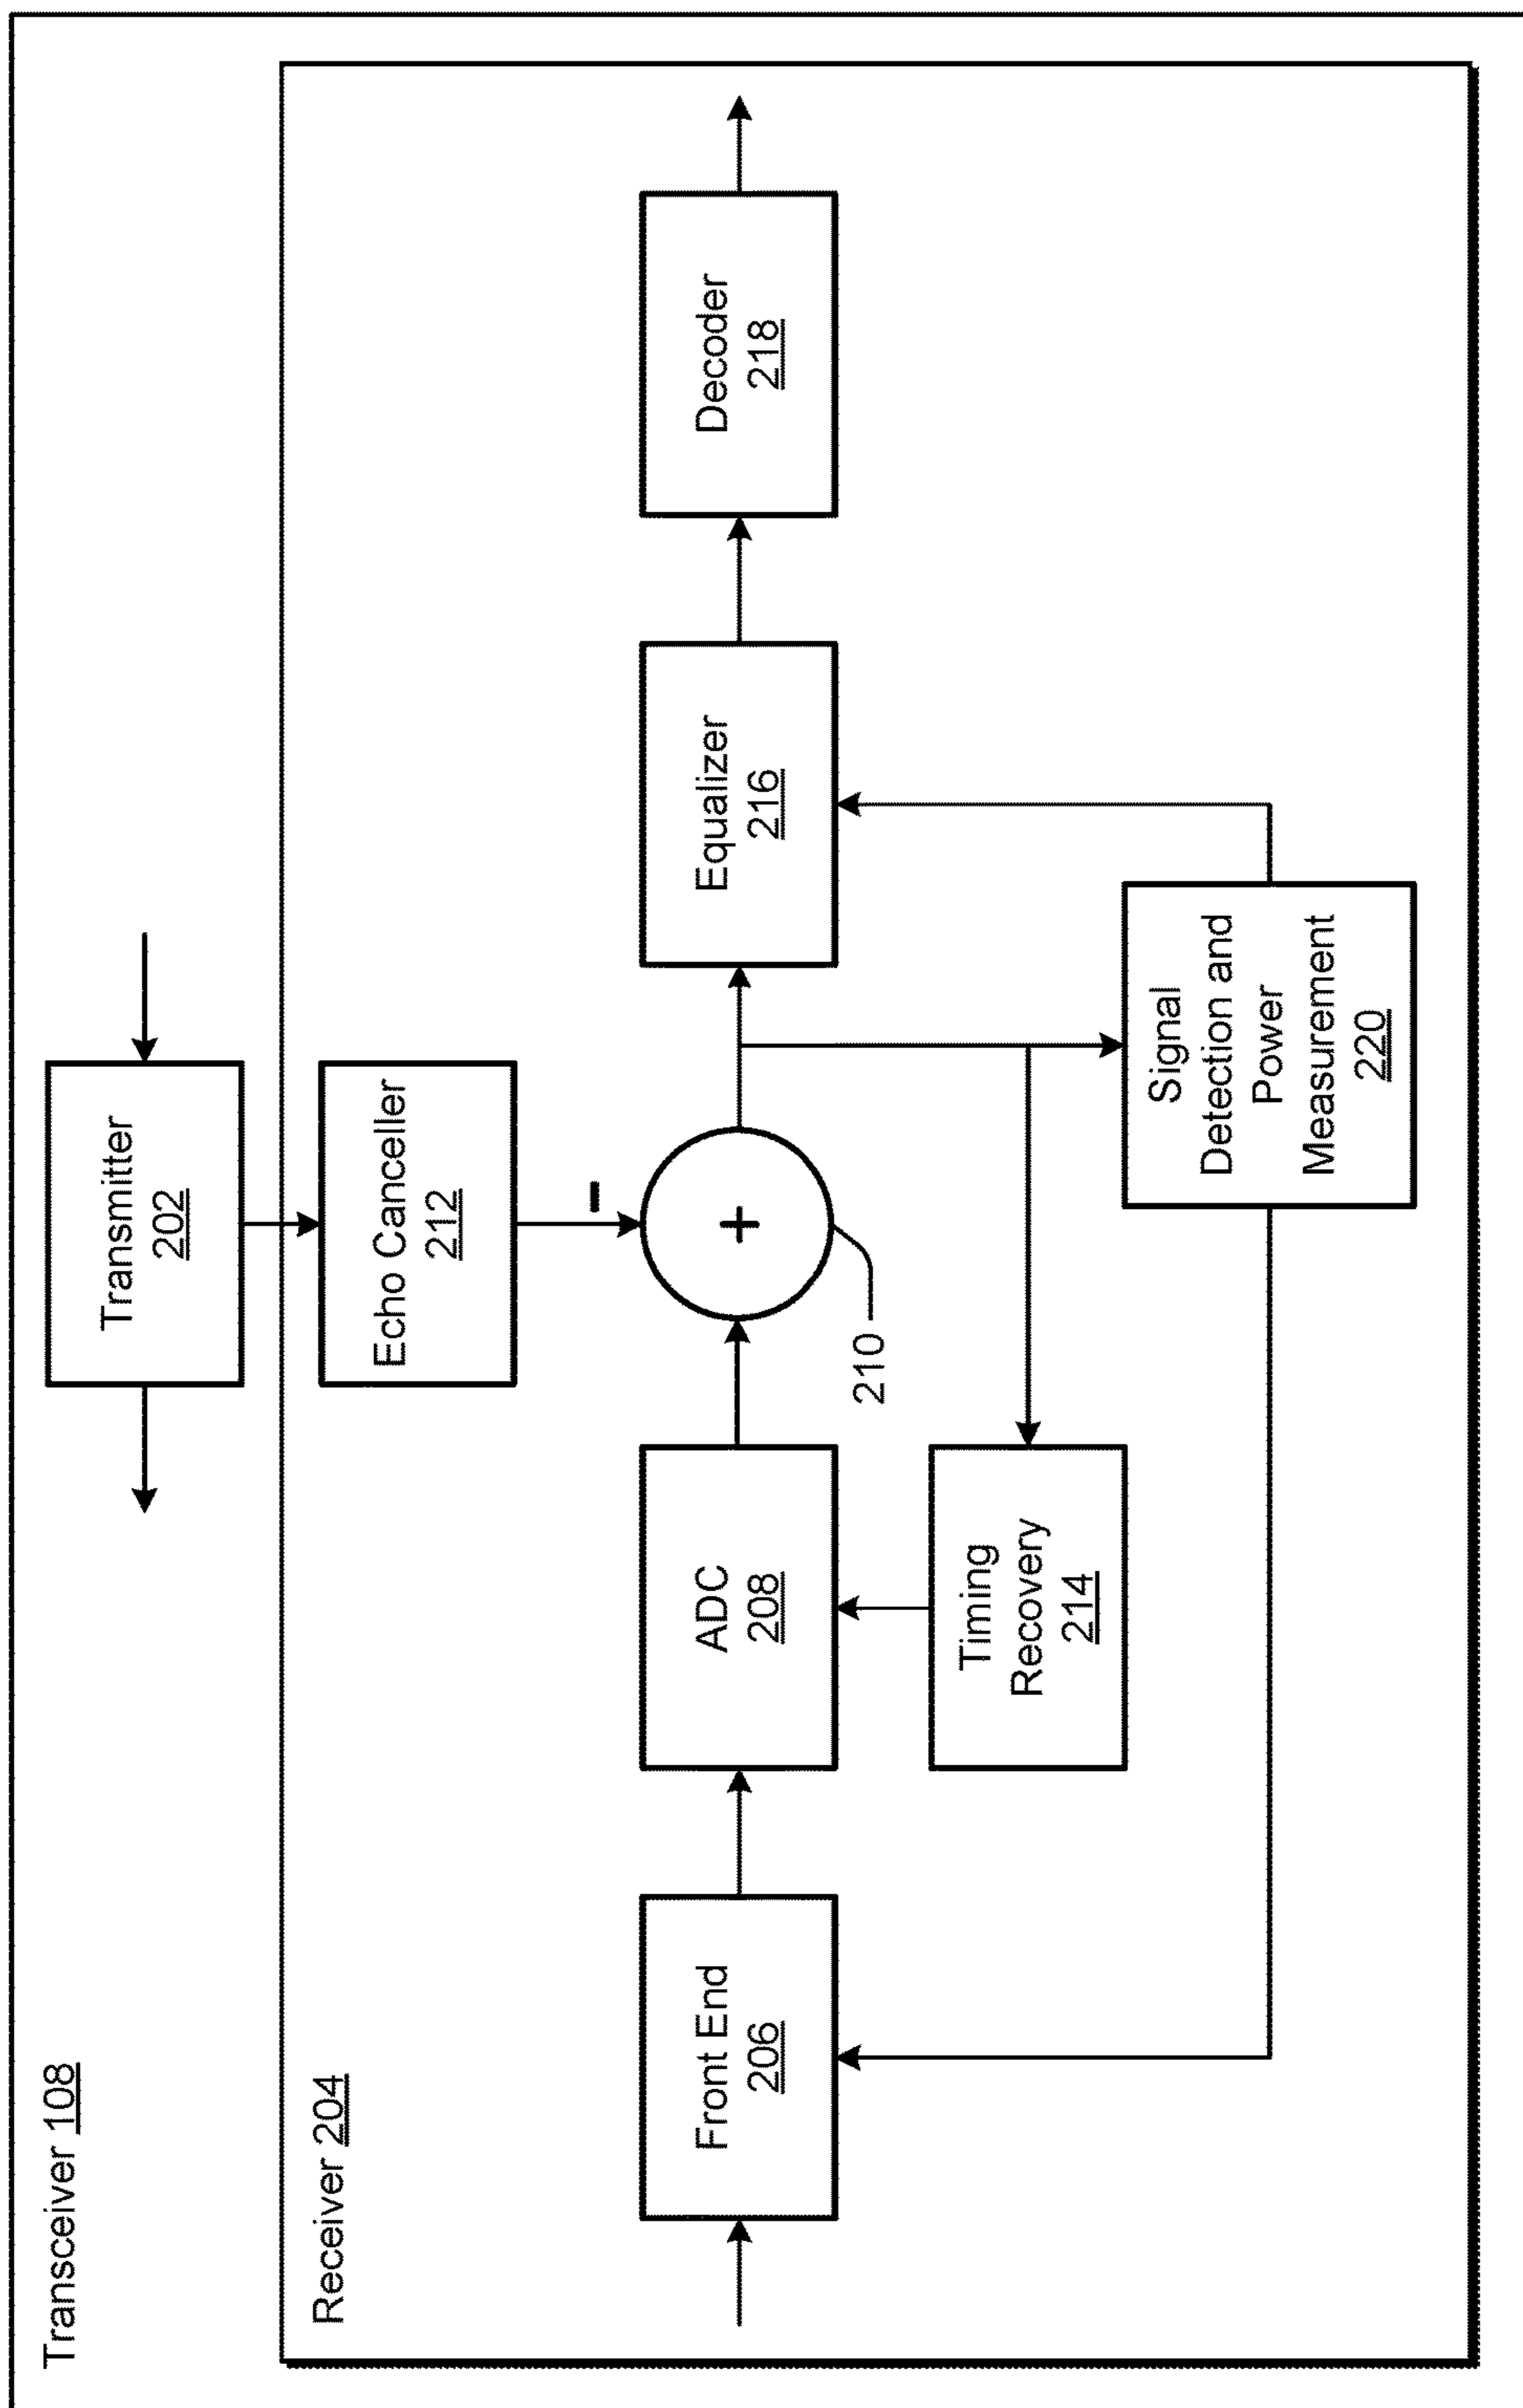 Transceiver 108
Transmitter
202
Receiver 204
Echo Canceller
212
-
Front End
206
ADC
208
+
210
Equalizer
216
Decoder
218
Timing
Recovery
214
Signal
Detection and
Power
Measurement
220